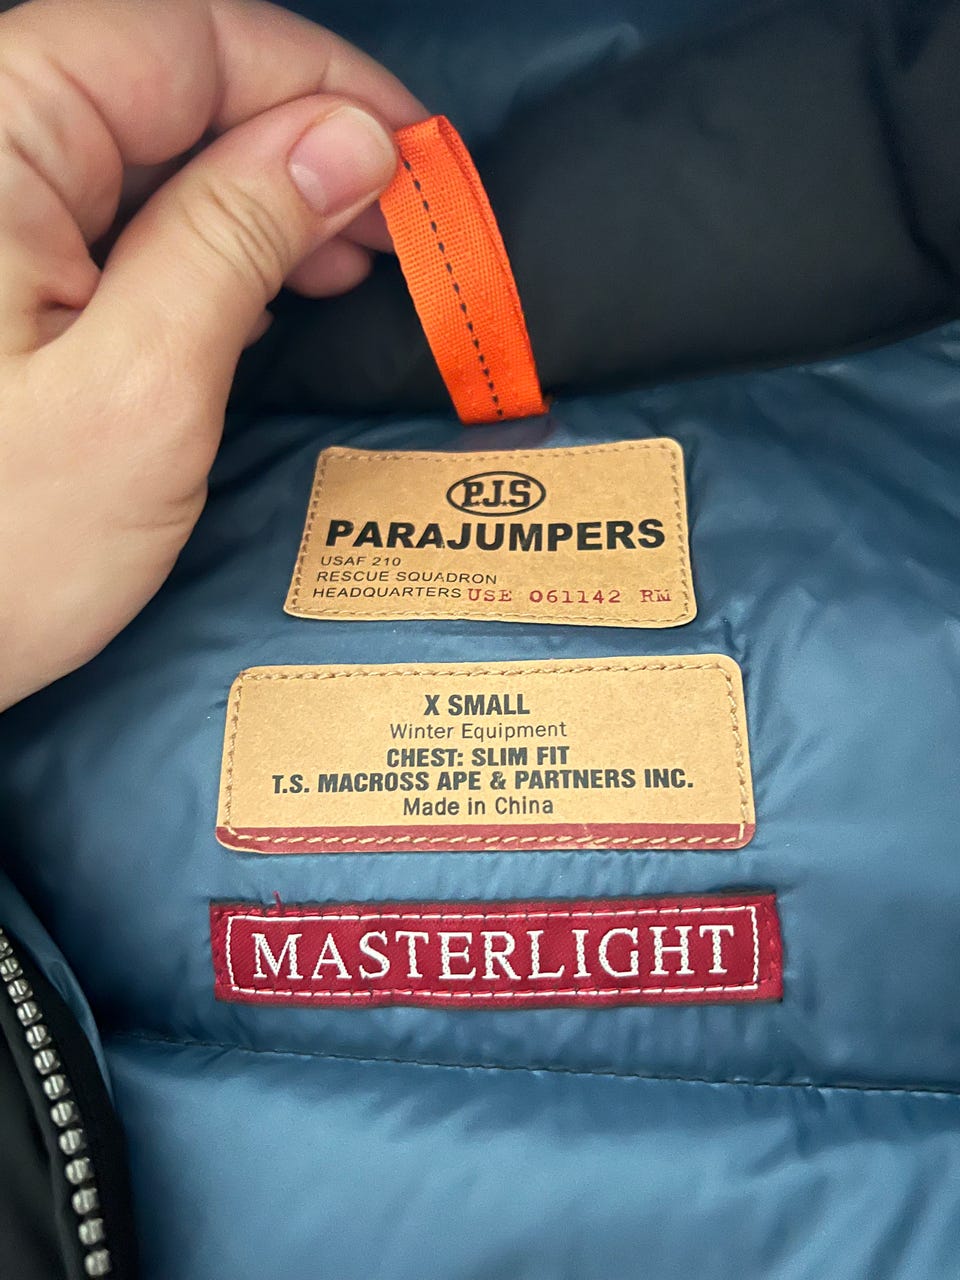 P.J.S
PARAJUMPERS
USAF 210
RESCUE SQUADRON
HEADQUARTERS USE 061142 RM
X SMALL
Winter Equipment
CHEST: SLIM FIT
T.S. MACROSS APE & PARTNERS INC.
Made in China
MASTERLIGHT